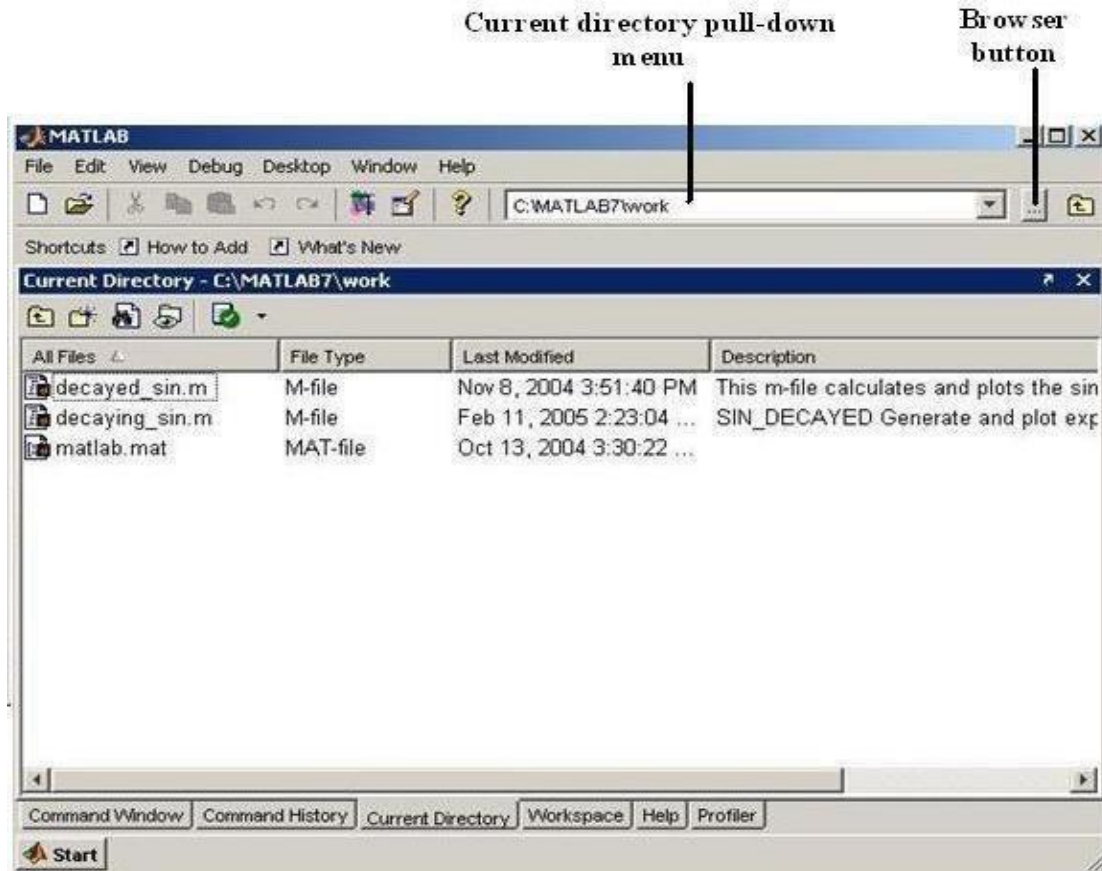 Current directory pull-down menu
Browser button
MATLAB
File Edit View Debug Desktop Window Help
C:\MATLAB7\work
...
Shortcuts How to Add What's New
Current Directory - C:\MATLAB7\work
All Files File Type Last Modified Description
decayed_sin.m M-file Nov 8, 2004 3:51:40 PM This m-file calculates and plots the sin
decaying_sin.m M-file Feb 11, 2005 2:23:04 ... SIN_DECAYED Generate and plot exp
matlab.mat MAT-file Oct 13, 2004 3:30:22 ...
Command Window Command History Current Directory Workspace Help Profiler
Start